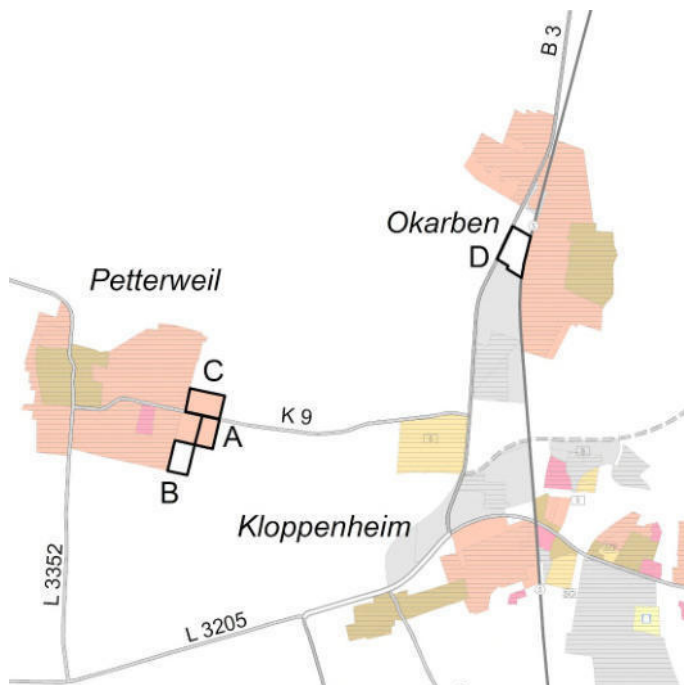 B 3
Okarben
D
Petterweil
C
K 9
A
B
Kloppenheim
L 3352
L 3205